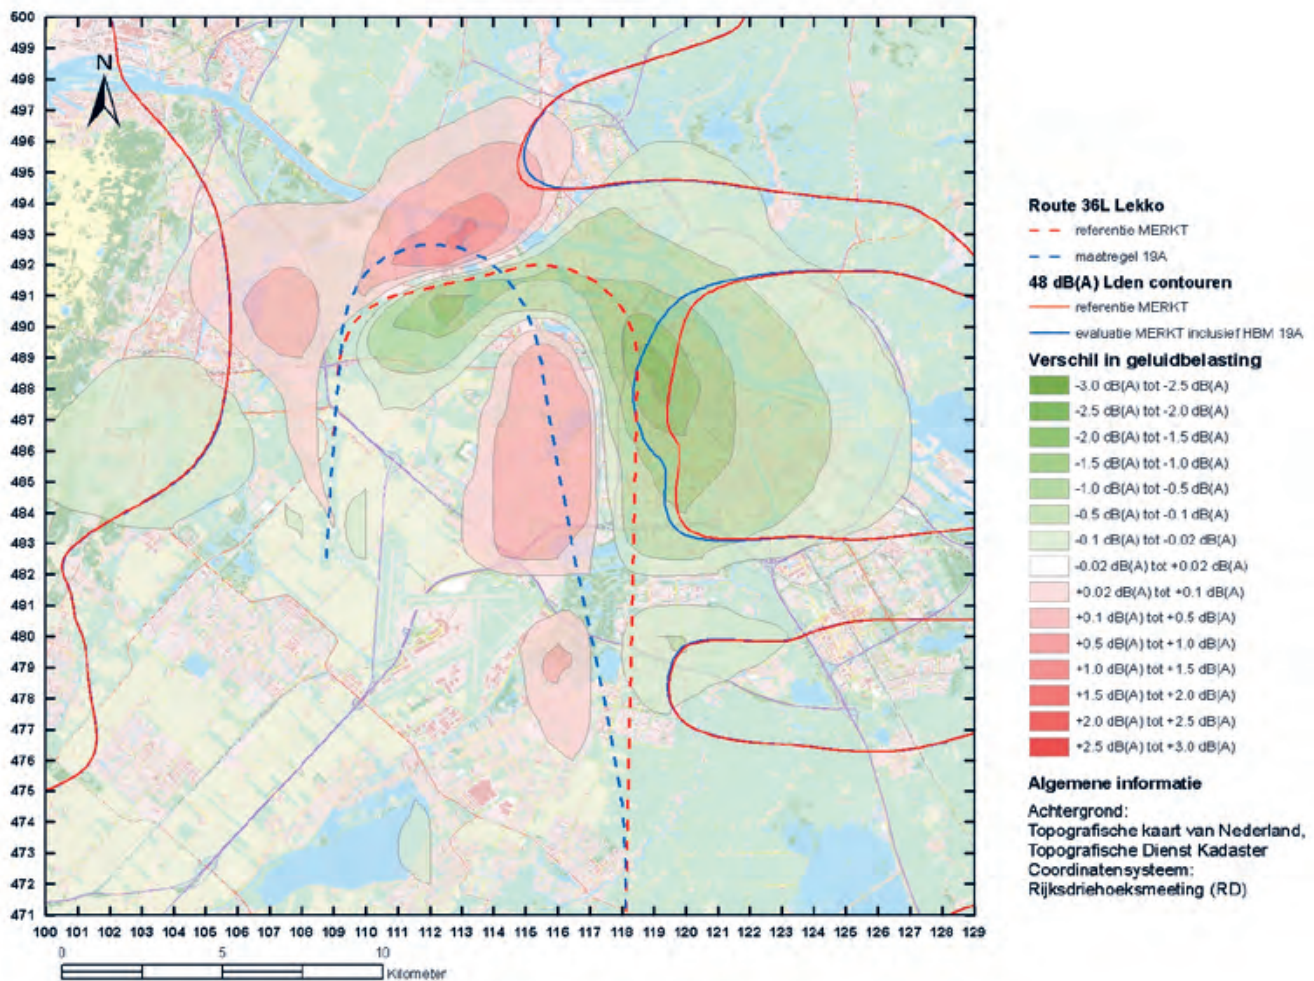 500
499
498
497
496
495
494
493
492
491
490
489
488
487
486
485
484
483
482
481
480
479
478
477
476
475
474
473
472
471
N
100 101 102 103 104 105 106 107 108 109 110 111 112 113 114 115 116 117 118 119 120 121 122 123 124 125 126 127 128 129
0 5 10
Kilometer
Route 36L Lekko
referentie MERKT
maatregel 19A
48 dB(A) Lden contouren
referentie MERKT
evaluatie MERKT inclusief HBM 19A
Verschil in geluidbelasting
-3.0 dB(A) tot -2.5 dB(A)
-2.5 dB(A) tot -2.0 dB(A)
-2.0 dB(A) tot -1.5 dB(A)
-1.5 dB(A) tot -1.0 dB(A)
-1.0 dB(A) tot -0.5 dB(A)
-0.5 dB(A) tot -0.1 dB(A)
-0.1 dB(A) tot -0.02 dB(A)
-0.02 dB(A) tot +0.02 dB(A)
+0.02 dB(A) tot +0.1 dB(A)
+0.1 dB(A) tot +0.5 dB(A)
+0.5 dB(A) tot +1.0 dB(A)
+1.0 dB(A) tot +1.5 dB(A)
+1.5 dB(A) tot +2.0 dB(A)
+2.0 dB(A) tot +2.5 dB(A)
+2.5 dB(A) tot +3.0 dB(A)
Algemene informatie
Achtergrond:
Topografische kaart van Nederland,
Topografische Dienst Kadaster
Coordinatensysteem:
Rijksdriehoeksmeeting (RD)